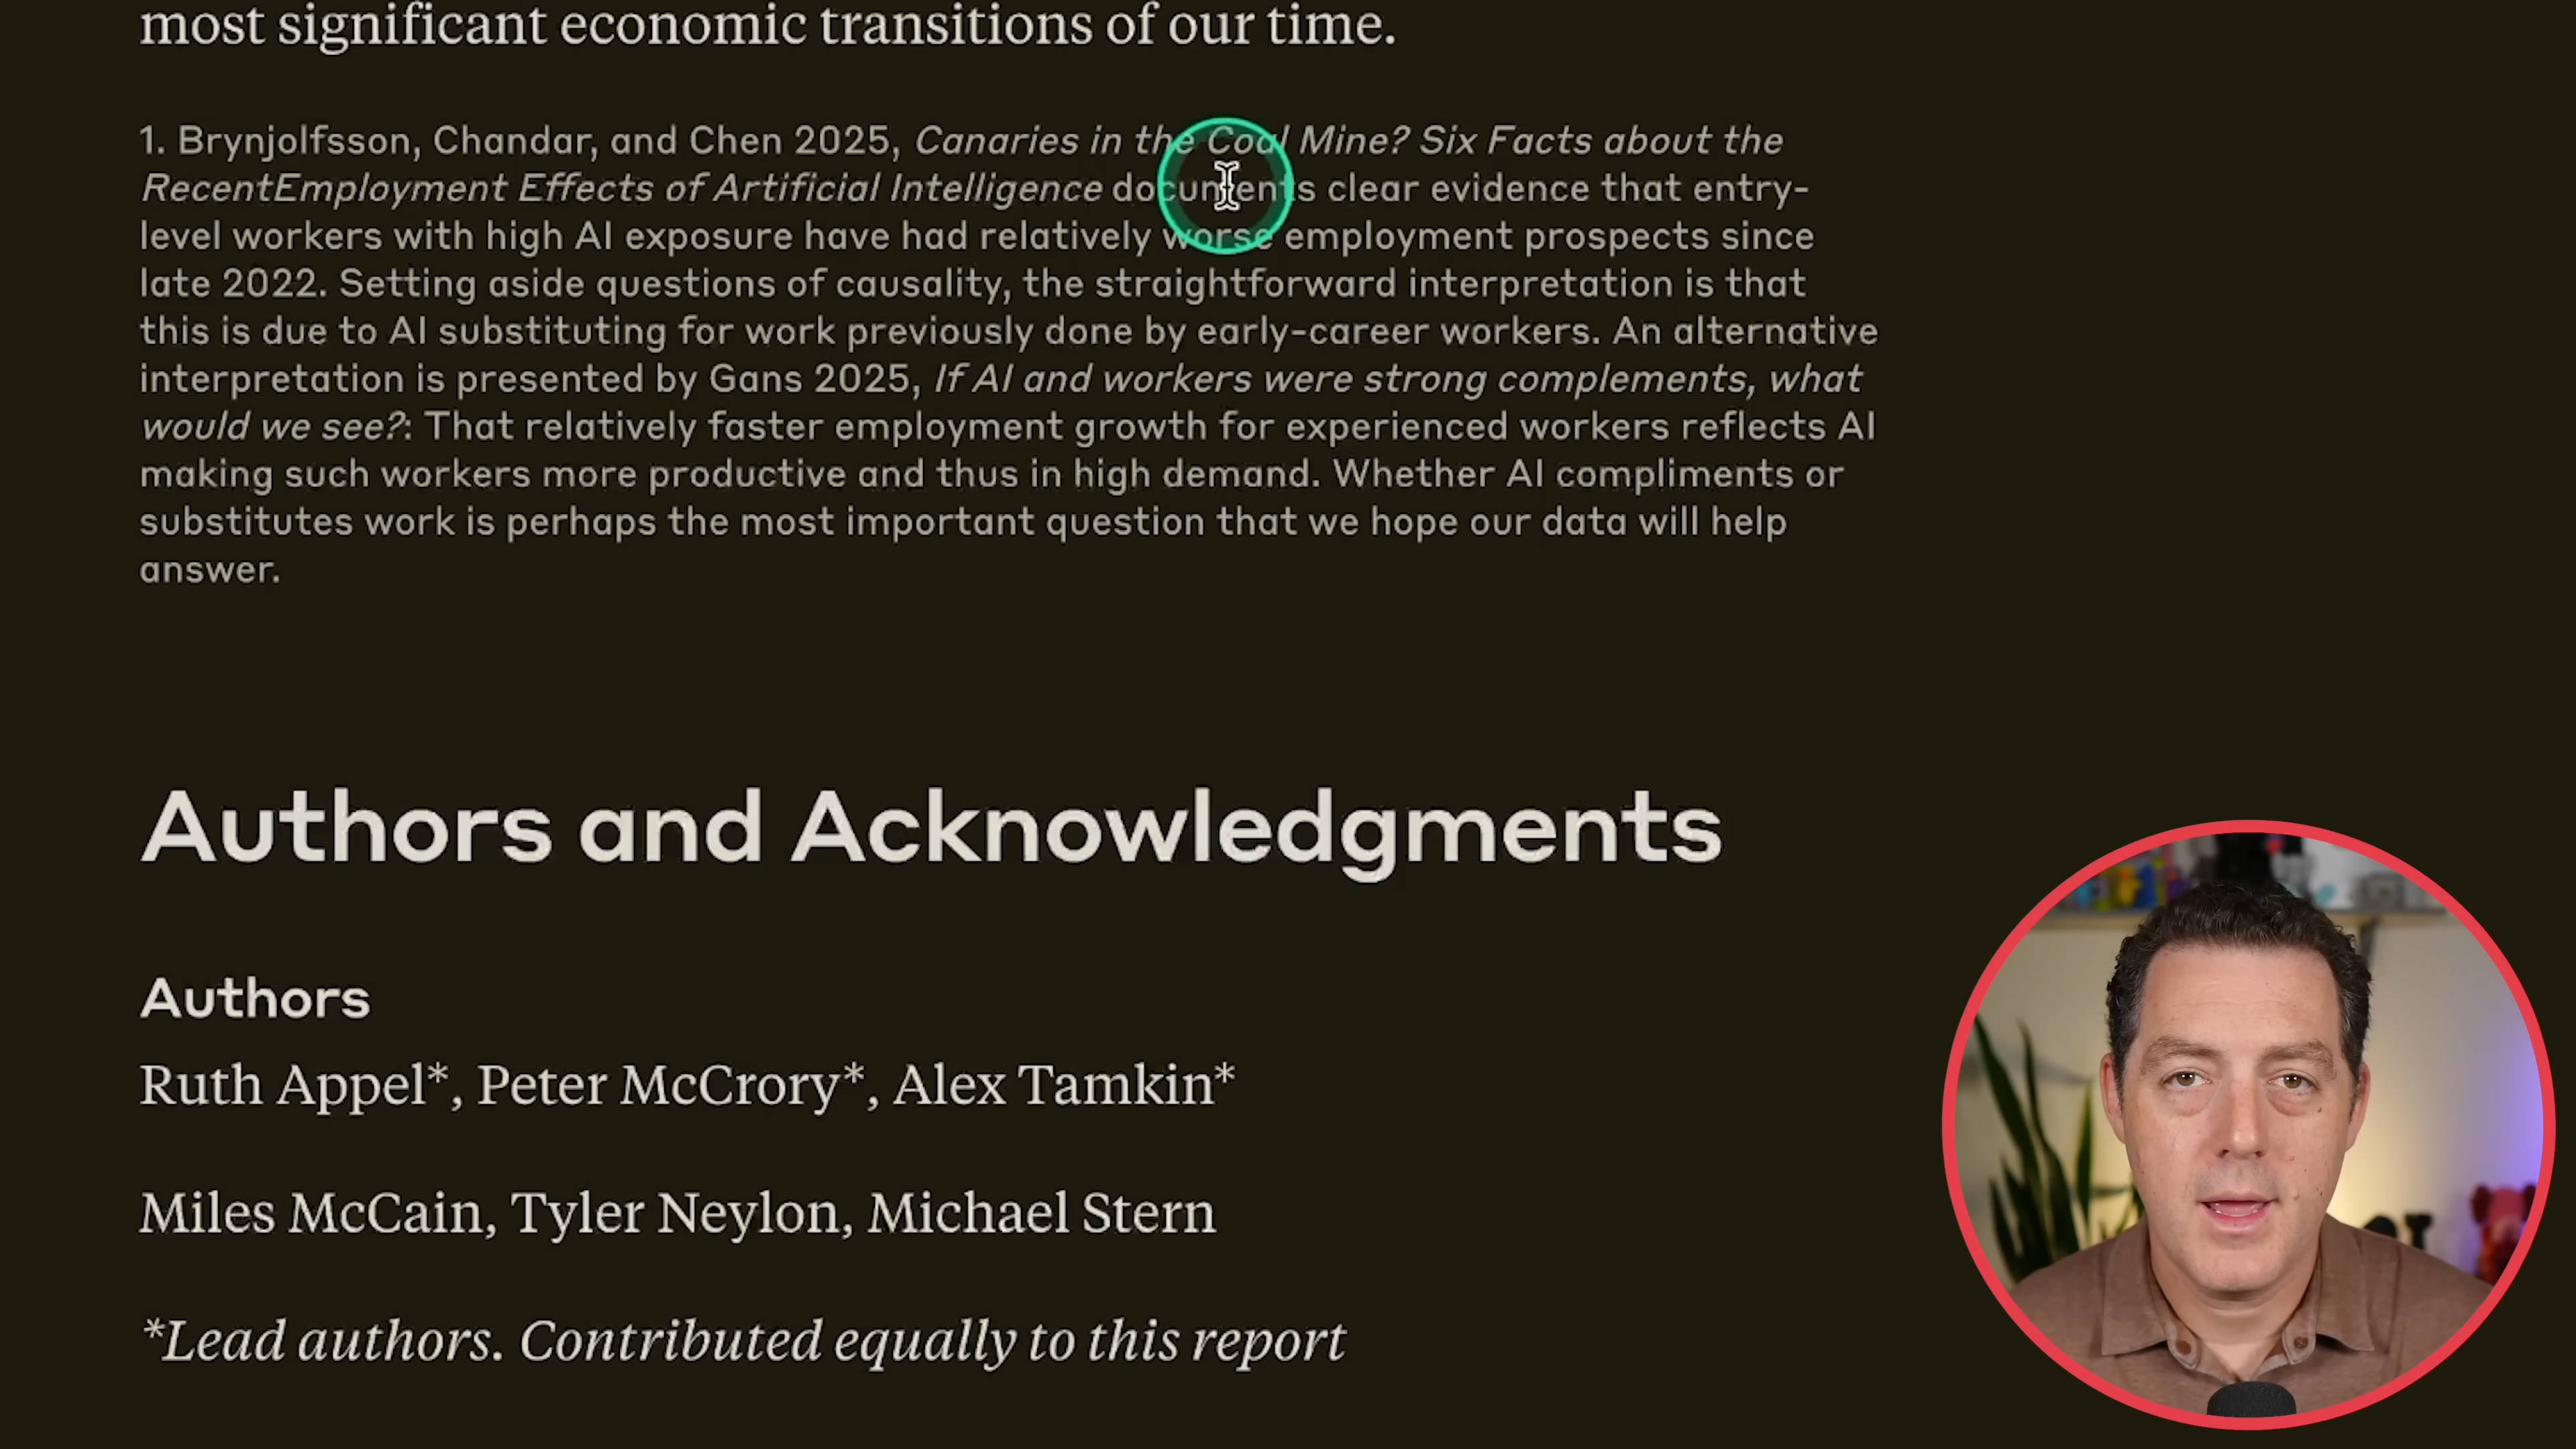 most significant economic transitions of our time.
1. Brynjolfsson, Chandar, and Chen 2025, Canaries in the Coal Mine? Six Facts about the
RecentEmployment Effects of Artificial Intelligence documents clear evidence that entry-
level workers with high AI exposure have had relatively worse employment prospects since
late 2022. Setting aside questions of causality, the straightforward interpretation is that
this is due to AI substituting for work previously done by early-career workers. An alternative
interpretation is presented by Gans 2025, If AI and workers were strong complements, what
would we see?: That relatively faster employment growth for experienced workers reflects AI
making such workers more productive and thus in high demand. Whether AI compliments or
substitutes work is perhaps the most important question that we hope our data will help
answer.
Authors and Acknowledgments
Authors
Ruth Appel*, Peter McCrory*, Alex Tamkin*
Miles McCain, Tyler Neylon, Michael Stern
*Lead authors. Contributed equally to this report